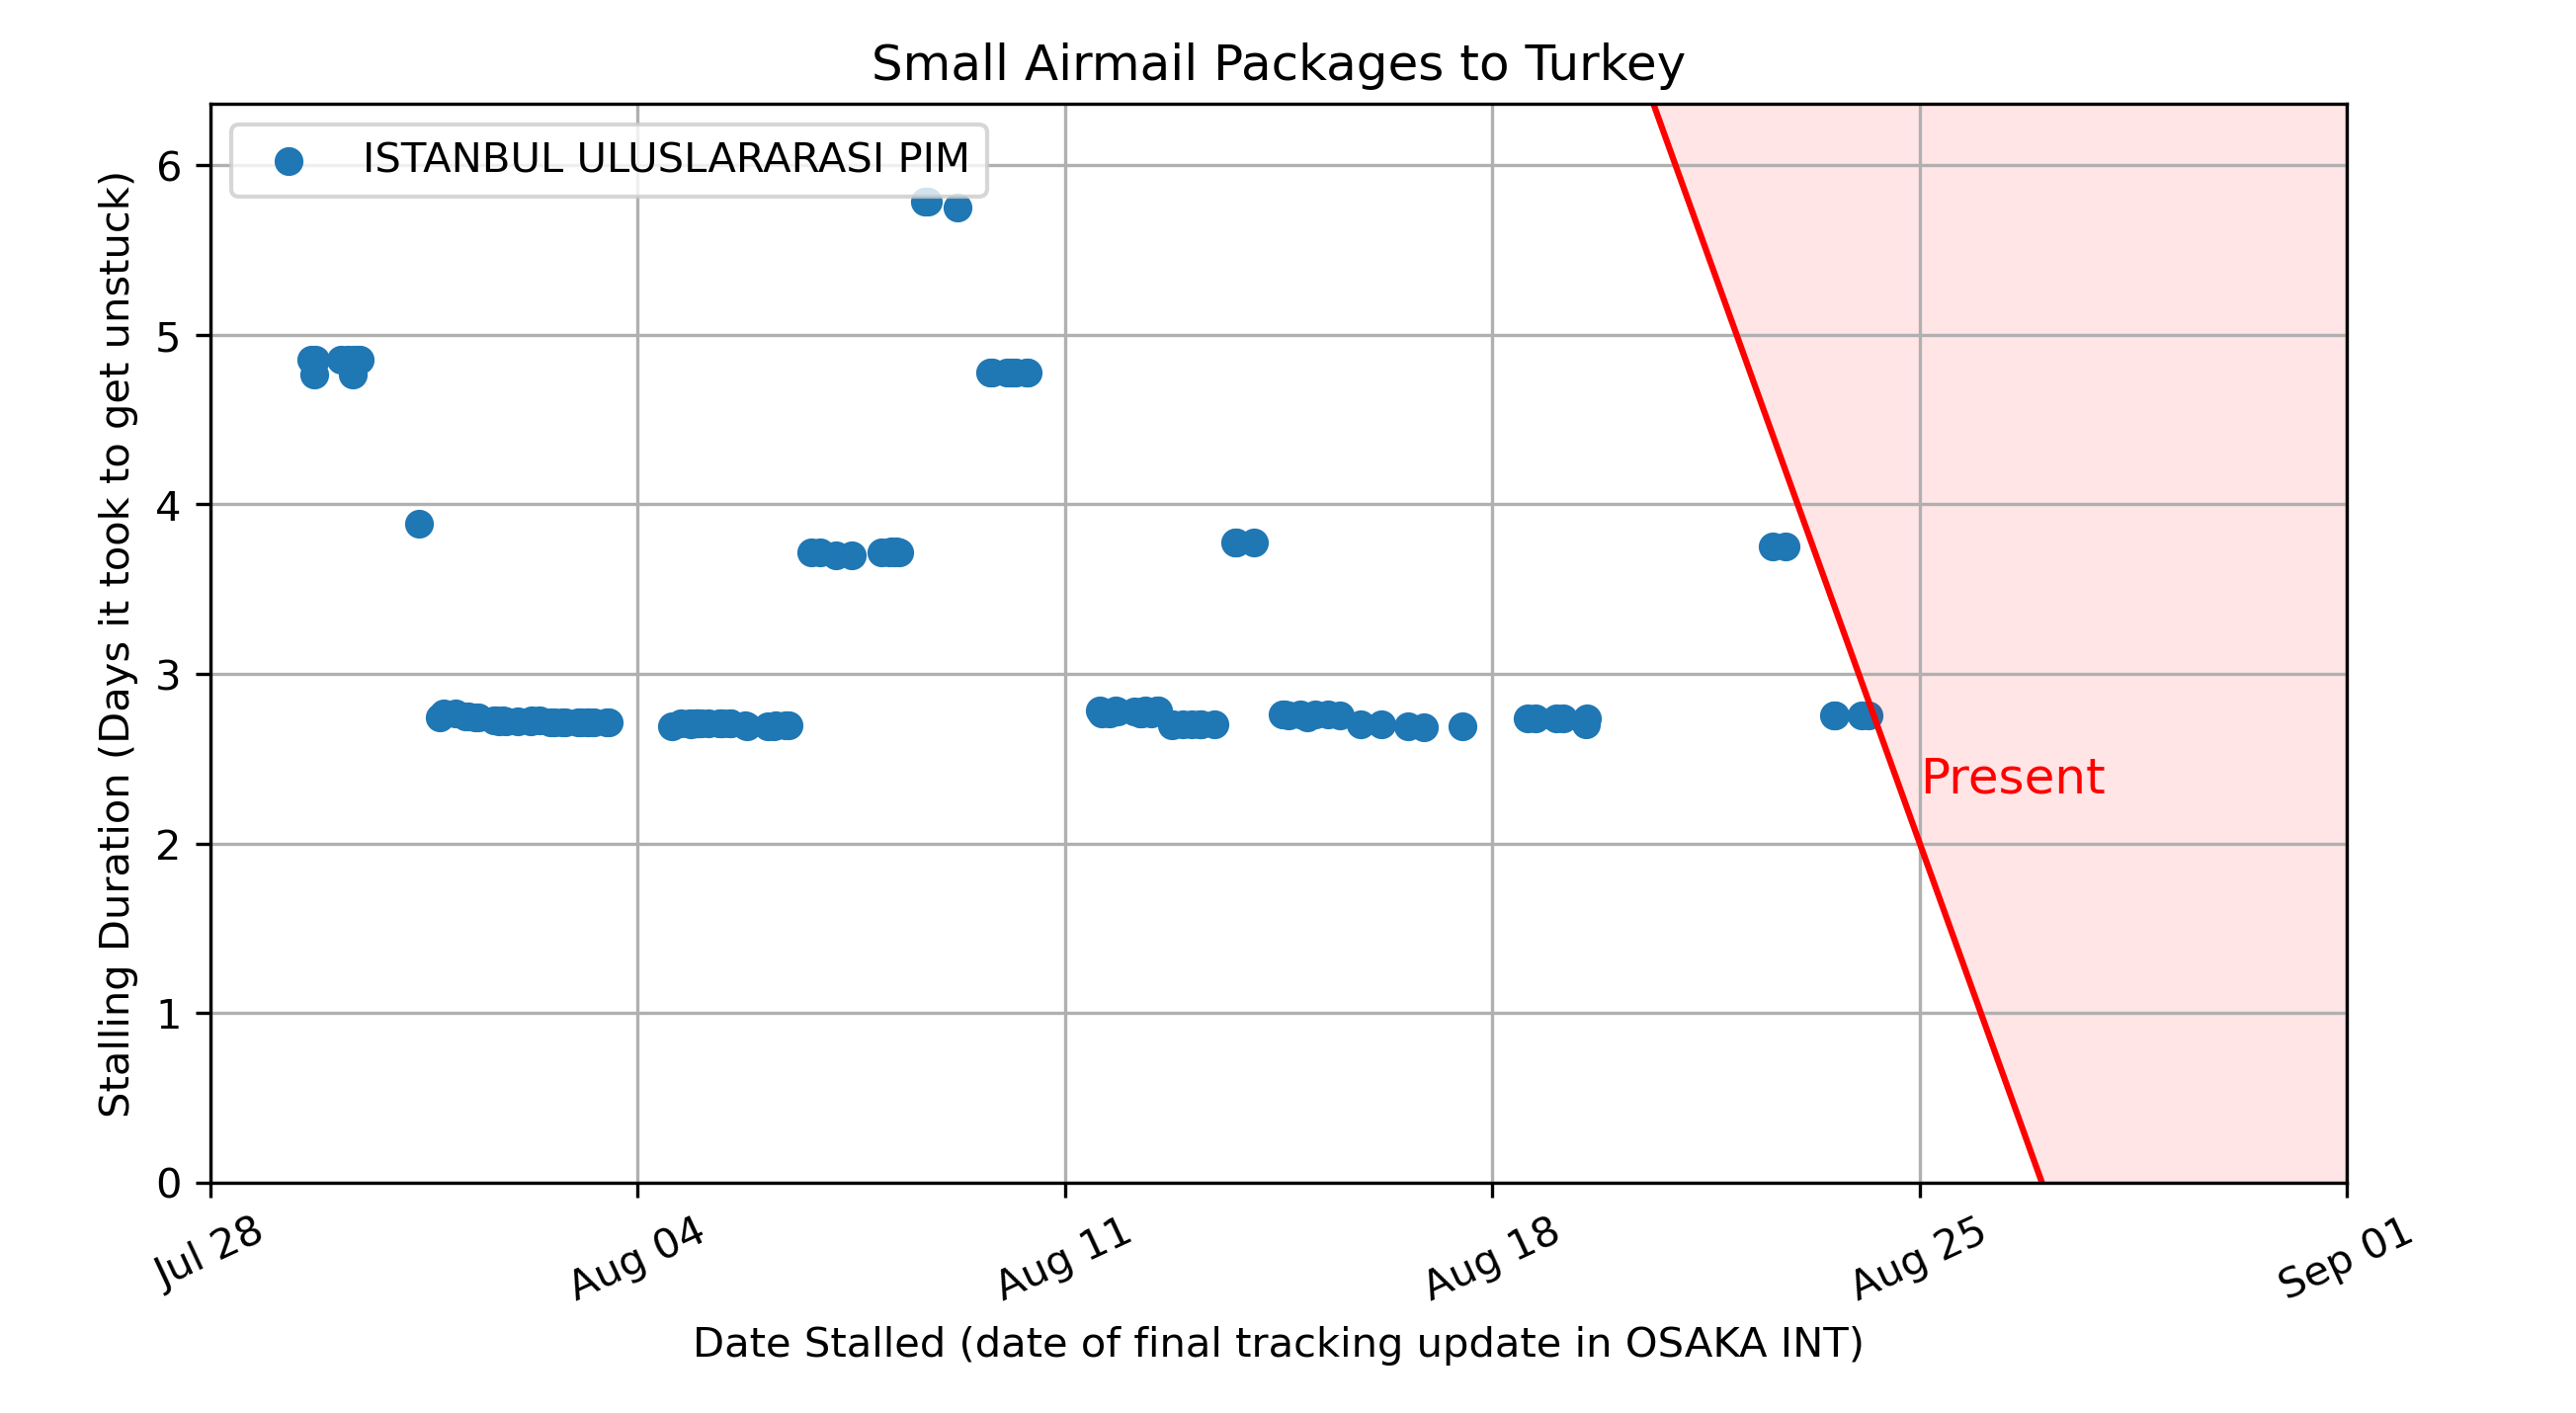 Small Airmail Packages to Turkey
ISTANBUL ULUSLARARASI PIM
Stalling Duration (Days it took to get unstuck)
6
5
4
3
2
1
0
Present
Jul 28
Aug 04
Aug 11
Aug 18
Aug 25
Sep 01
Date Stalled (date of final tracking update in OSAKA INT)